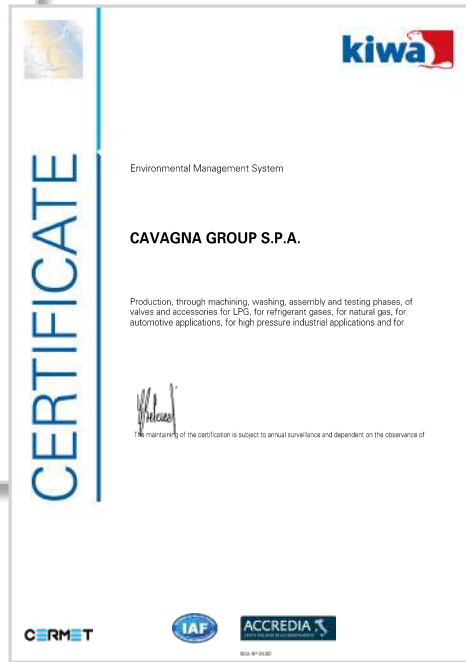 kiwa
CERTIFICATE
Environmental Management System
CAVAGNA GROUP S.P.A.
Production, through machining, washing, assembly and testing phases, of
valves and accessories for LPG, for refrigerant gases, for natural gas, for
automotive applications, for high pressure industrial applications and for
The maintaining of the certification is subject to annual surveillance and dependent on the observance of
CERMET
IAF
ACCREDIA